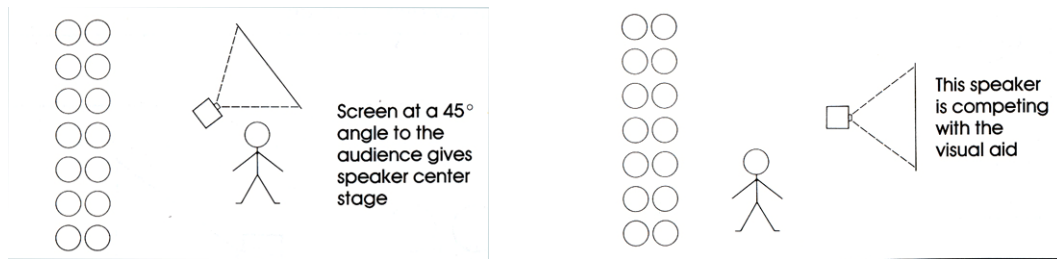 Screen at a 45°
angle to the
audience gives
speaker center
stage
This speaker
is competing
with the
visual aid